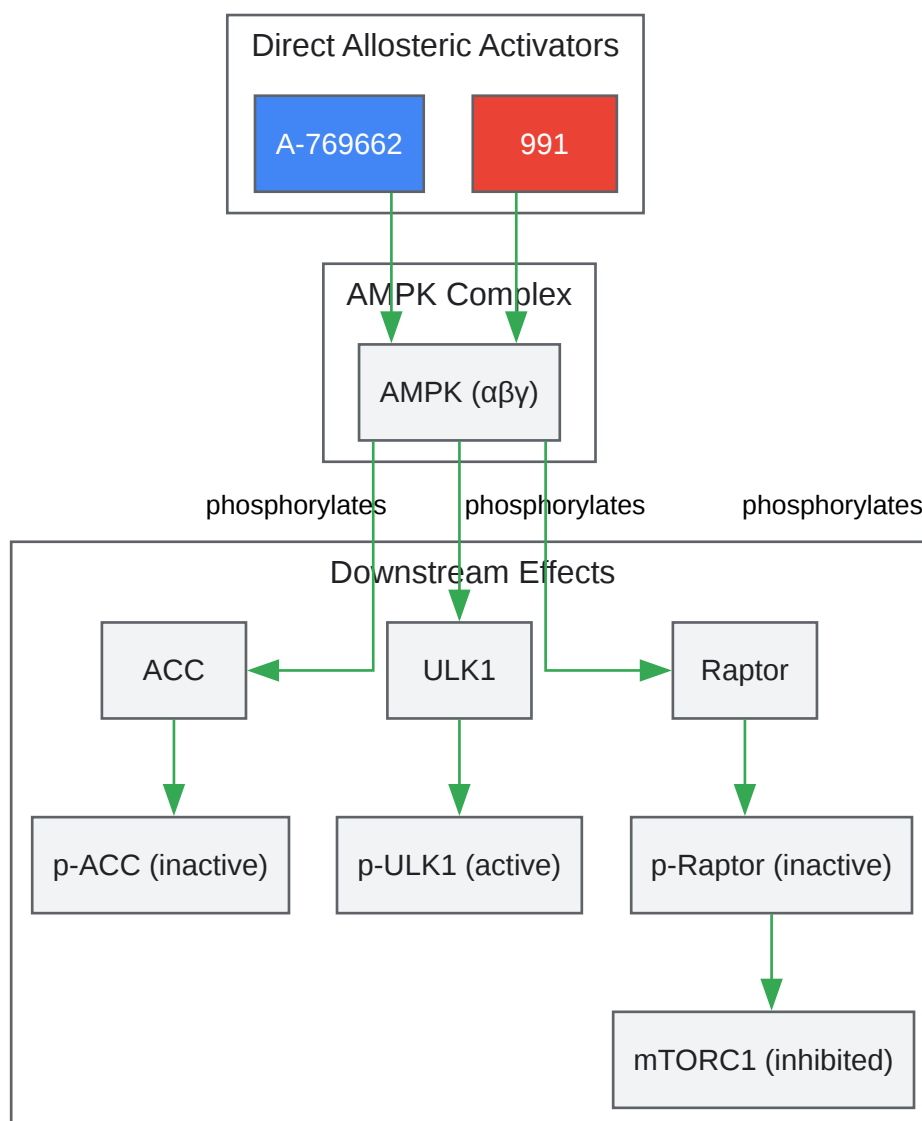 Direct Allosteric Activators
A-769662
991
AMPK Complex
AMPK (αβγ)
phosphorylates
phosphorylates
phosphorylates
Downstream Effects
ACC
ULK1
Raptor
p-ACC (inactive)
p-ULK1 (active)
p-Raptor (inactive)
mTORC1 (inhibited)